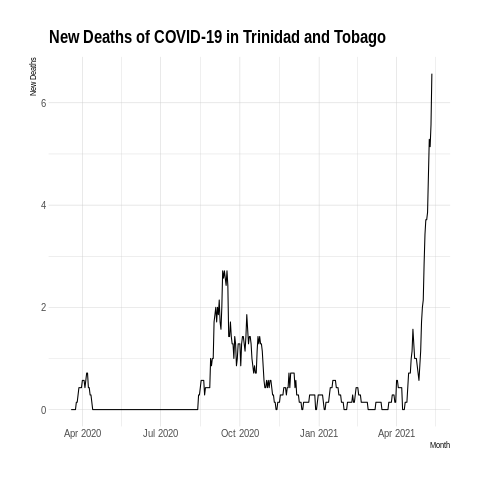 New Deaths of COVID-19 in Trinidad and Tobago
New Deaths
6
4
2
0
Apr 2020 Jul 2020 Oct 2020 Jan 2021 Apr 2021
Month